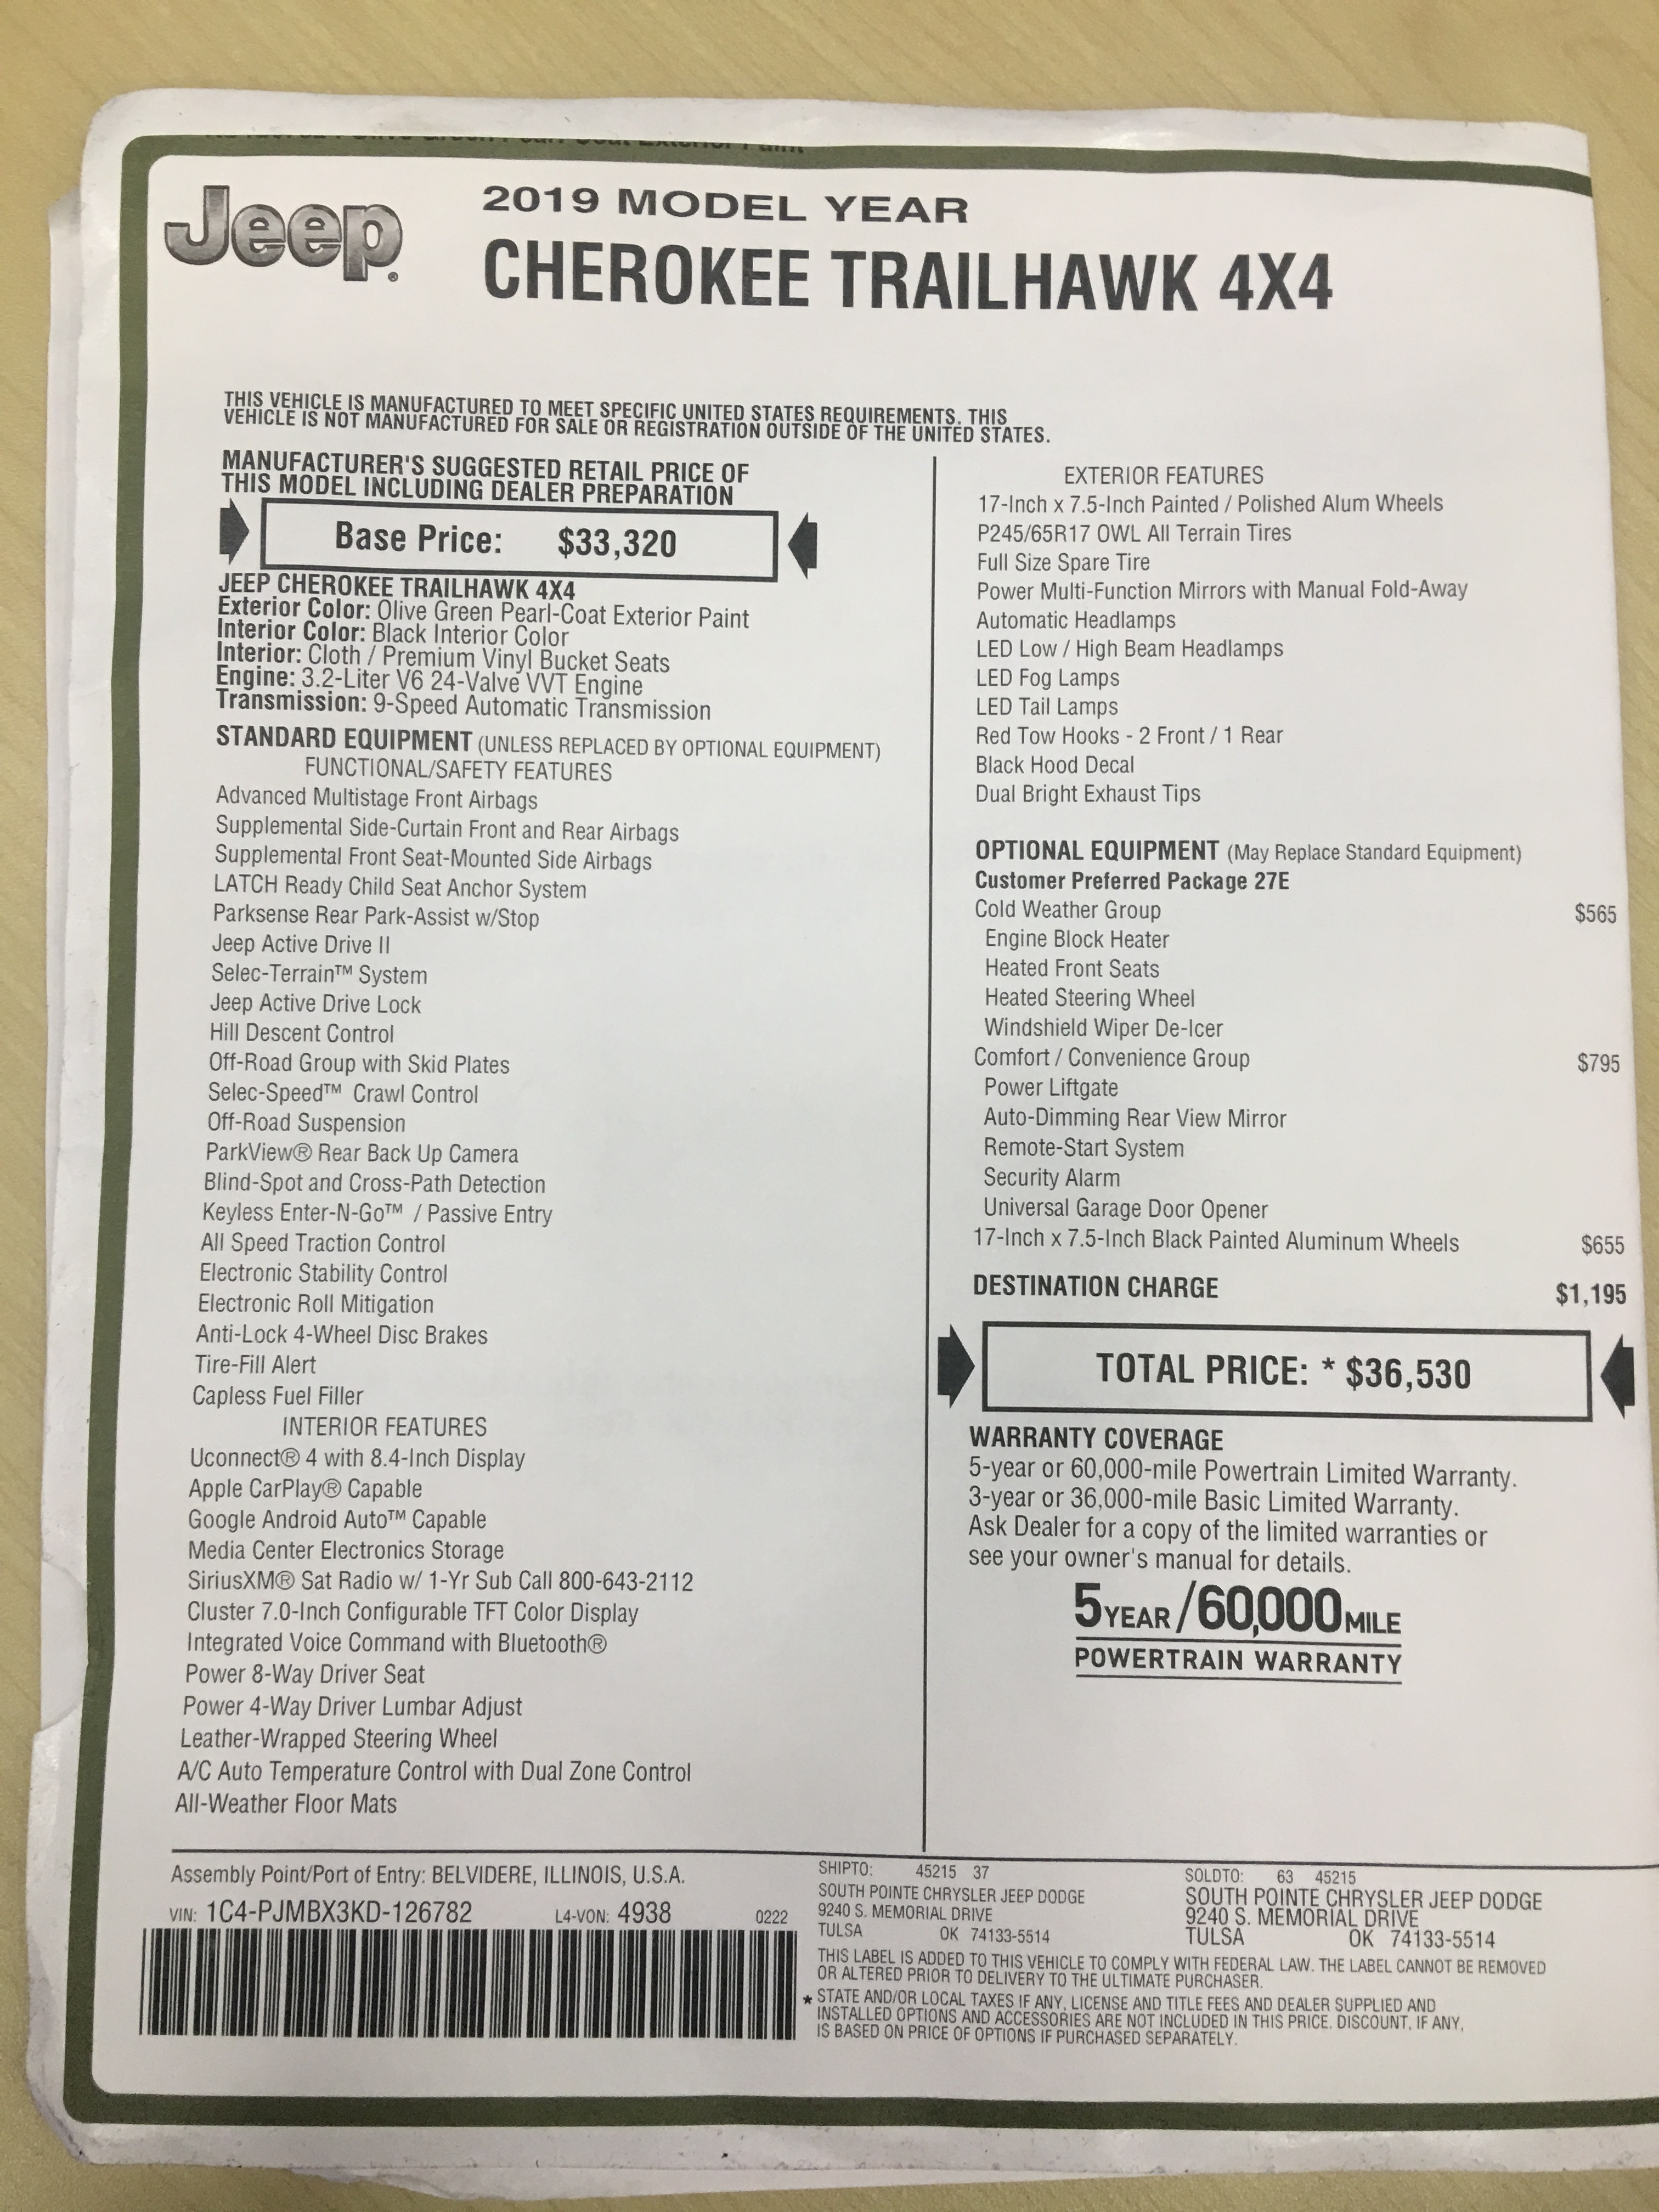 Jeep
2019 MODEL YEAR
CHEROKEE TRAILHAWK 4X4
THIS VEHICLE IS MANUFACTURED TO MEET SPECIFIC UNITED STATES REQUIREMENTS. THIS
VEHICLE IS NOT MANUFACTURED FOR SALE OR REGISTRATION OUTSIDE OF THE UNITED STATES.
MANUFACTURER'S SUGGESTED RETAIL PRICE OF
THIS MODEL INCLUDING DEALER PREPARATION
Base Price: $33,320
JEEP CHEROKEE TRAILHAWK 4X4
Exterior Color: Olive Green Pearl-Coat Exterior Paint
Interior Color: Black Interior Color
Interior: Cloth / Premium Vinyl Bucket Seats
Engine: 3.2-Liter V6 24-Valve VVT Engine
Transmission: 9-Speed Automatic Transmission
STANDARD EQUIPMENT (UNLESS REPLACED BY OPTIONAL EQUIPMENT)
FUNCTIONAL/SAFETY FEATURES
Advanced Multistage Front Airbags
Supplemental Side-Curtain Front and Rear Airbags
Supplemental Front Seat-Mounted Side Airbags
LATCH Ready Child Seat Anchor System
Parksense Rear Park-Assist w/Stop
Jeep Active Drive II
Selec-Terrain™ System
Jeep Active Drive Lock
Hill Descent Control
Off-Road Group with Skid Plates
Selec-Speed™ Crawl Control
Off-Road Suspension
ParkView® Rear Back Up Camera
Blind-Spot and Cross-Path Detection
Keyless Enter-N-Go™ / Passive Entry
All Speed Traction Control
Electronic Stability Control
Electronic Roll Mitigation
Anti-Lock 4-Wheel Disc Brakes
Tire-Fill Alert
Capless Fuel Filler
INTERIOR FEATURES
Uconnect® 4 with 8.4-Inch Display
Apple CarPlay® Capable
Google Android Auto™ Capable
Media Center Electronics Storage
SiriusXM® Sat Radio w/ 1-Yr Sub Call 800-643-2112
Cluster 7.0-Inch Configurable TFT Color Display
Integrated Voice Command with Bluetooth®
Power 8-Way Driver Seat
Power 4-Way Driver Lumbar Adjust
Leather-Wrapped Steering Wheel
A/C Auto Temperature Control with Dual Zone Control
All-Weather Floor Mats
EXTERIOR FEATURES
17-Inch x 7.5-Inch Painted / Polished Alum Wheels
P245/65R17 OWL All Terrain Tires
Full Size Spare Tire
Power Multi-Function Mirrors with Manual Fold-Away
Automatic Headlamps
LED Low / High Beam Headlamps
LED Fog Lamps
LED Tail Lamps
Red Tow Hooks - 2 Front / 1 Rear
Black Hood Decal
Dual Bright Exhaust Tips
OPTIONAL EQUIPMENT (May Replace Standard Equipment)
Customer Preferred Package 27E
Cold Weather Group $565
Engine Block Heater
Heated Front Seats
Heated Steering Wheel
Windshield Wiper De-Icer
Comfort / Convenience Group $795
Power Liftgate
Auto-Dimming Rear View Mirror
Remote-Start System
Security Alarm
Universal Garage Door Opener
17-Inch x 7.5-Inch Black Painted Aluminum Wheels $655
DESTINATION CHARGE $1,195
TOTAL PRICE: * $36,530
WARRANTY COVERAGE
5-year or 60,000-mile Powertrain Limited Warranty.
3-year or 36,000-mile Basic Limited Warranty.
Ask Dealer for a copy of the limited warranties or
see your owner's manual for details.
5 YEAR / 60,000 MILE
POWERTRAIN WARRANTY
Assembly Point/Port of Entry: BELVIDERE, ILLINOIS, U.S.A.
VIN: 1C4-PJMBX3KD-126782 L4-VON: 4938 0222
SHIPTO: 45215 37
SOUTH POINTE CHRYSLER JEEP DODGE
9240 S. MEMORIAL DRIVE
TULSA OK 74133-5514
SOLDTO: 63 45215
SOUTH POINTE CHRYSLER JEEP DODGE
9240 S. MEMORIAL DRIVE
TULSA OK 74133-5514
THIS LABEL IS ADDED TO THIS VEHICLE TO COMPLY WITH FEDERAL LAW. THE LABEL CANNOT BE REMOVED
OR ALTERED PRIOR TO DELIVERY TO THE ULTIMATE PURCHASER.
* STATE AND/OR LOCAL TAXES IF ANY, LICENSE AND TITLE FEES AND DEALER SUPPLIED AND
INSTALLED OPTIONS AND ACCESSORIES ARE NOT INCLUDED IN THIS PRICE. DISCOUNT, IF ANY,
IS BASED ON PRICE OF OPTIONS IF PURCHASED SEPARATELY.